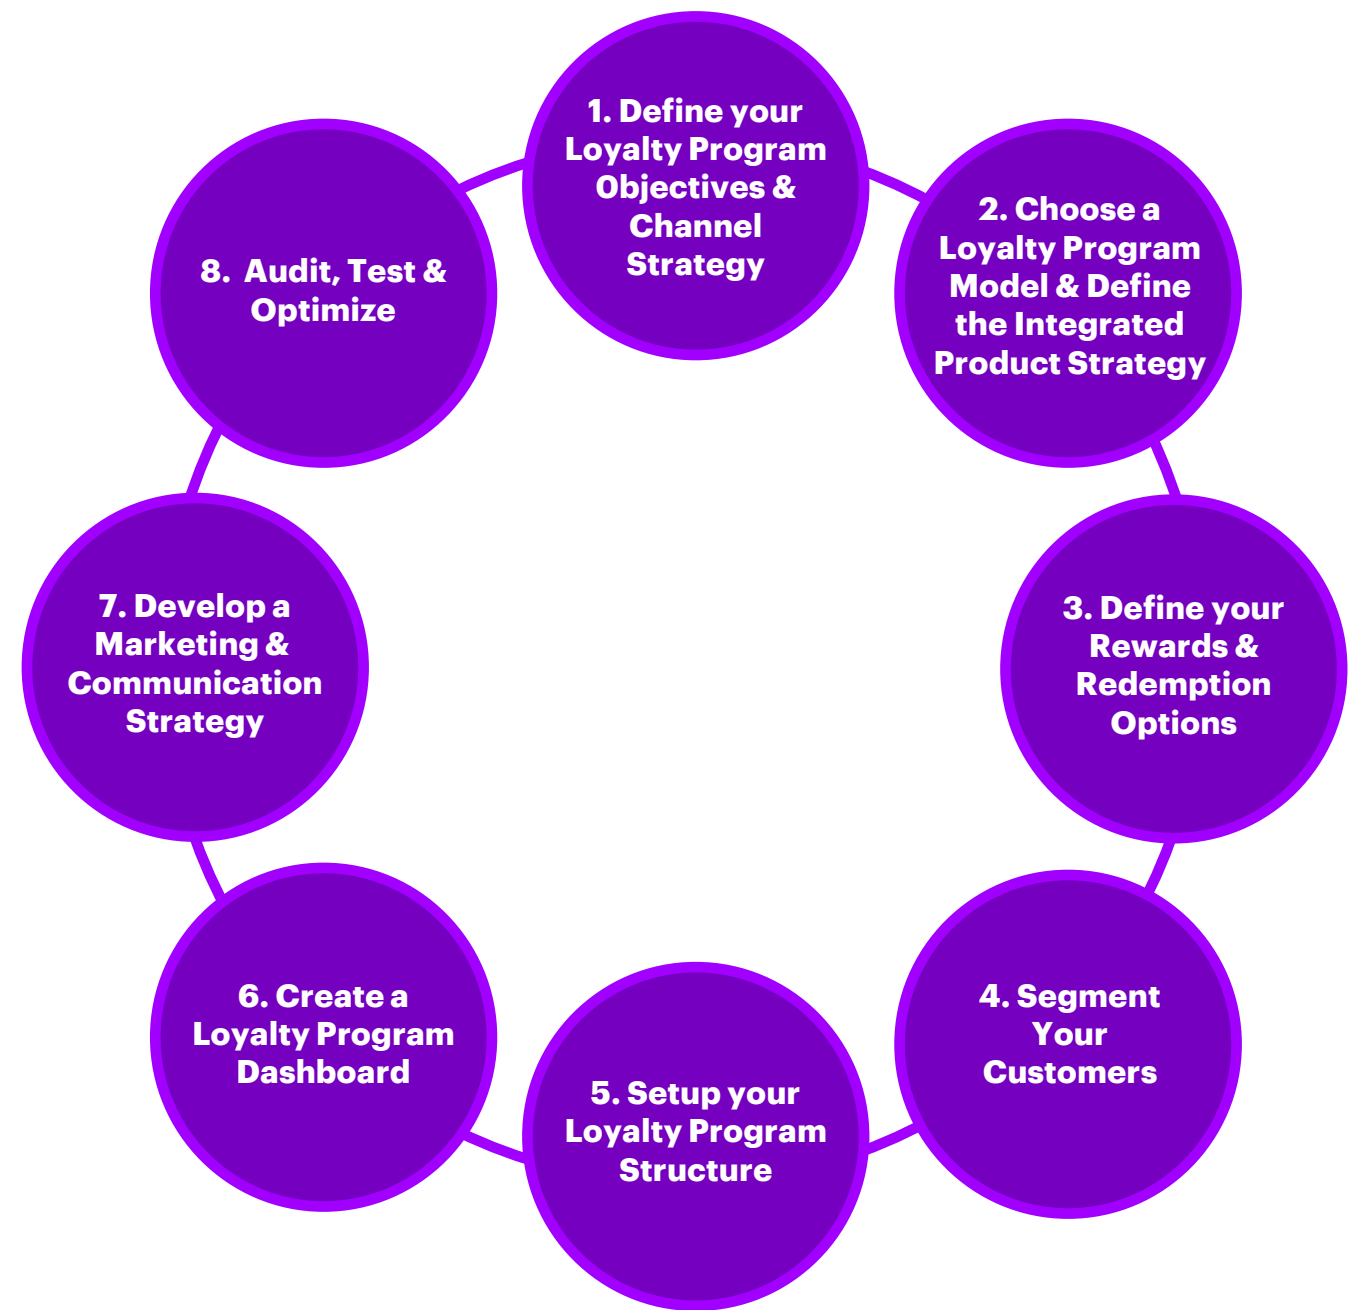 1. Define your
Loyalty Program
Objectives &
Channel
Strategy
2. Choose a
Loyalty Program
Model & Define
the Integrated
Product Strategy
3. Define your
Rewards &
Redemption
Options
4. Segment
Your
Customers
5. Setup your
Loyalty Program
Structure
6. Create a
Loyalty Program
Dashboard
7. Develop a
Marketing &
Communication
Strategy
8. Audit, Test &
Optimize